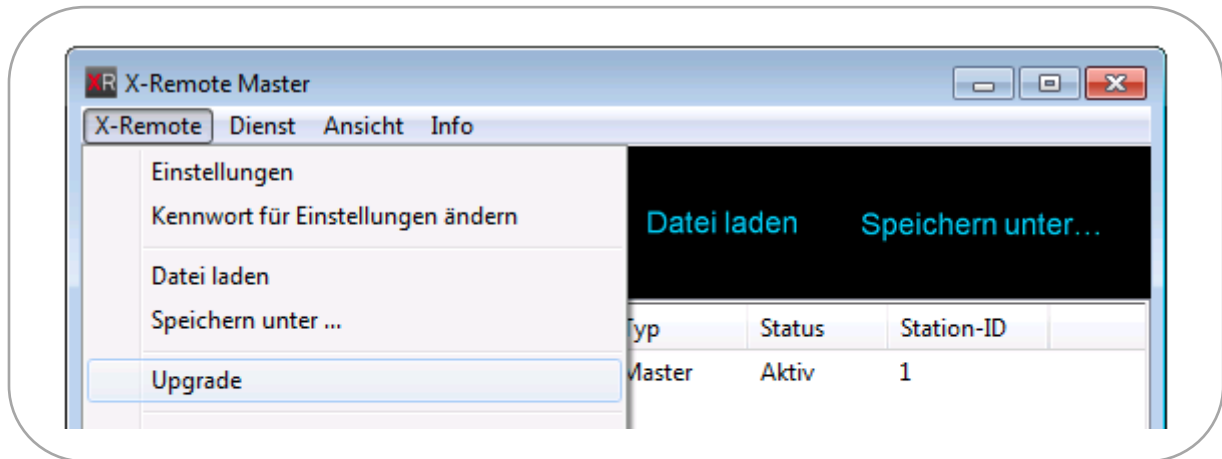 XR X-Remote Master
X-Remote Dienst Ansicht Info
Einstellungen
Kennwort für Einstellungen ändern
Datei laden
Speichern unter ...
Upgrade
Datei laden Speichern unter...
Typ Status Station-ID
Master Aktiv 1